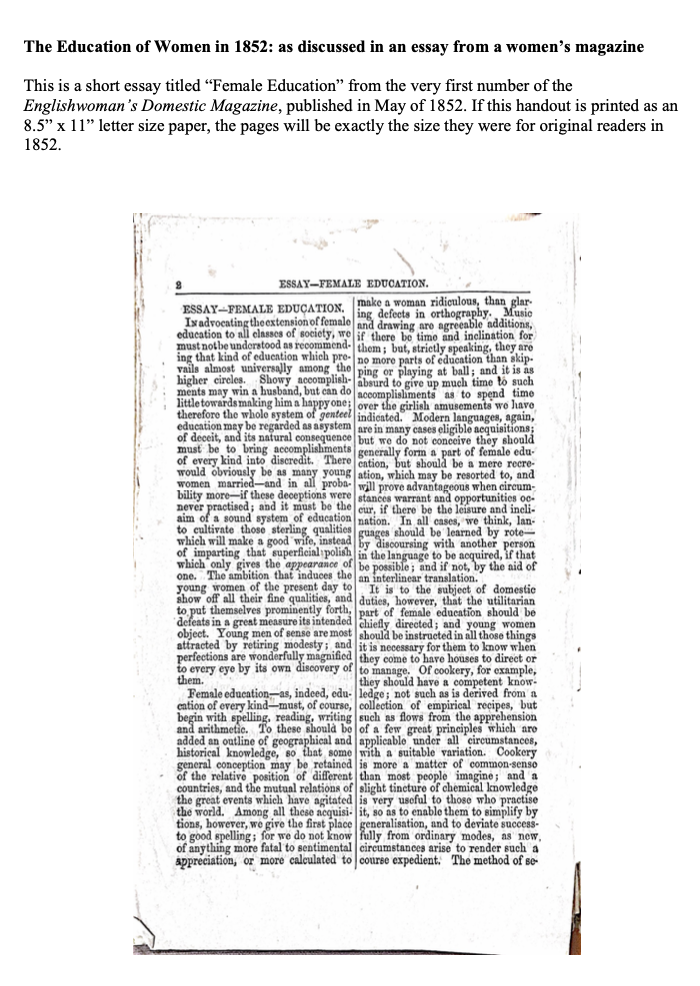 The Education of Women in 1852: as discussed in an essay from a women’s magazine
This is a short essay titled “Female Education” from the very first number of the
Englishwoman’s Domestic Magazine, published in May of 1852. If this handout is printed as an
8.5” x 11” letter size paper, the pages will be exactly the size they were for original readers in
1852.
2
ESSAY—FEMALE EDUCATION.
ESSAY—FEMALE EDUCATION.
In advocating the extension of female
education to all classes of society, we
must not be understood as recommend-
ing that kind of education which pre-
vails almost universally among the
higher circles. Showy accomplish-
ments may win a husband, but can do
little towards making him a happy one;
therefore the whole system of genteel
education may be regarded as a system
of deceit, and its natural consequence
must be to bring accomplishments
of every kind into discredit. There
would obviously be as many young
women married—and in all proba-
bility more—if these deceptions were
never practised; and it must be the
aim of a sound system of education
to cultivate those sterling qualities
which will make a good wife, instead
of imparting that superficial polish
which only gives the appearance of
one. The ambition that induces the
young women of the present day to
show off all their fine qualities, and
to put themselves prominently forth,
defeats in a great measure its intended
object. Young men of sense are most
attracted by retiring modesty; and
perfections are wonderfully magnified
to every eye by its own discovery of
them.
Female education—as, indeed, edu-
cation of every kind—must, of course,
begin with spelling, reading, writing
and arithmetic. To these should be
added an outline of geographical and
historical knowledge, so that some
general conception may be retained
of the relative position of different
countries, and the mutual relations of
the great events which have agitated
the world. Among all these acquisi-
tions, however, we give the first place
to good spelling; for we do not know
of anything more fatal to sentimental
appreciation, or more calculated to
make a woman ridiculous, than glar-
ing defects in orthography. Music
and drawing are agreeable additions,
if there be time and inclination for
them; but, strictly speaking, they are
no more parts of education than skip-
ping or playing at ball; and it is as
absurd to give up much time to such
accomplishments as to spend time
over the girlish amusements we have
indicated. Modern languages, again,
are in many cases eligible acquisitions;
but we do not conceive they should
generally form a part of female edu-
cation, but should be a mere recre-
ation, which may be resorted to, and
will prove advantageous when circum-
stances warrant and opportunities oc-
cur, if there be the leisure and incli-
nation. In all cases, we think, lan-
guages should be learned by rote—
by discoursing with another person
in the language to be acquired, if that
be possible; and if not, by the aid of
an interlinear translation.
It is to the subject of domestic
duties, however, that the utilitarian
part of female education should be
chiefly directed; and young women
should be instructed in all those things
it is necessary for them to know when
they come to have houses to direct or
to manage. Of cookery, for example,
they should have a competent know-
ledge; not such as is derived from a
collection of empirical recipes, but
such as flows from the apprehension
of a few great principles which are
applicable under all circumstances,
with a suitable variation. Cookery
is more a matter of common-sense
than most people imagine; and a
slight tincture of chemical knowledge
is very useful to those who practise
it, so as to enable them to simplify by
generalisation, and to deviate success-
fully from ordinary modes, as new
circumstances arise to render such a
course expedient. The method of se-